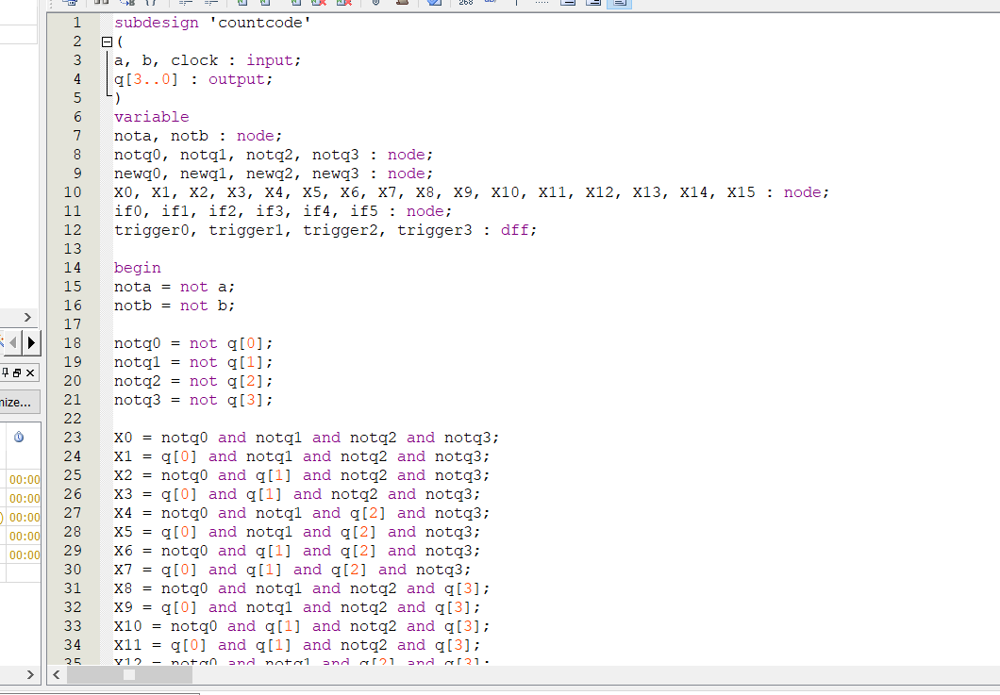 268
1 subdesign 'countcode'
2 (
3 a, b, clock : input;
4 q[3..0] : output;
5 )
6 variable
7 nota, notb : node;
8 notq0, notq1, notq2, notq3 : node;
9 newq0, newq1, newq2, newq3 : node;
10 X0, X1, X2, X3, X4, X5, X6, X7, X8, X9, X10, X11, X12, X13, X14, X15 : node;
11 if0, if1, if2, if3, if4, if5 : node;
12 trigger0, trigger1, trigger2, trigger3 : dff;
13
14 begin
15 nota = not a;
16 notb = not b;
17
18 notq0 = not q[0];
19 notq1 = not q[1];
20 notq2 = not q[2];
21 notq3 = not q[3];
22
23 X0 = notq0 and notq1 and notq2 and notq3;
24 X1 = q[0] and notq1 and notq2 and notq3;
25 X2 = notq0 and q[1] and notq2 and notq3;
26 X3 = q[0] and q[1] and notq2 and notq3;
27 X4 = notq0 and notq1 and q[2] and notq3;
28 X5 = q[0] and notq1 and q[2] and notq3;
29 X6 = notq0 and q[1] and q[2] and notq3;
30 X7 = q[0] and q[1] and q[2] and notq3;
31 X8 = notq0 and notq1 and notq2 and q[3];
32 X9 = q[0] and notq1 and notq2 and q[3];
33 X10 = notq0 and q[1] and notq2 and q[3];
34 X11 = q[0] and q[1] and notq2 and q[3];
35 X12 = notq0 and notq1 and q[2] and q[3];
mize...
00:00
00:00
) 00:00
00:00
00:00